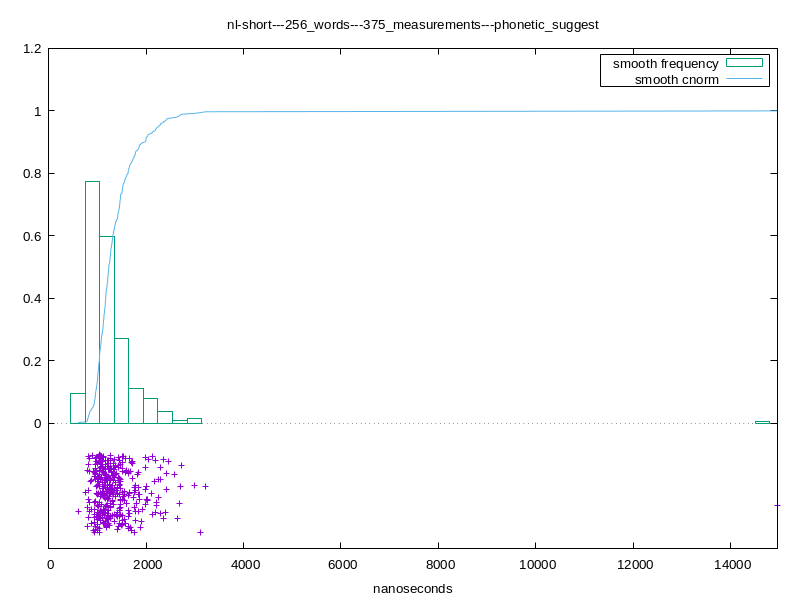 nl-short---256_words---375_measurements---phonetic_suggest
smooth frequency
smooth cnorm
1.2
1
0.8
0.6
0.4
0.2
0
0 2000 4000 6000 8000 10000 12000 14000
nanoseconds